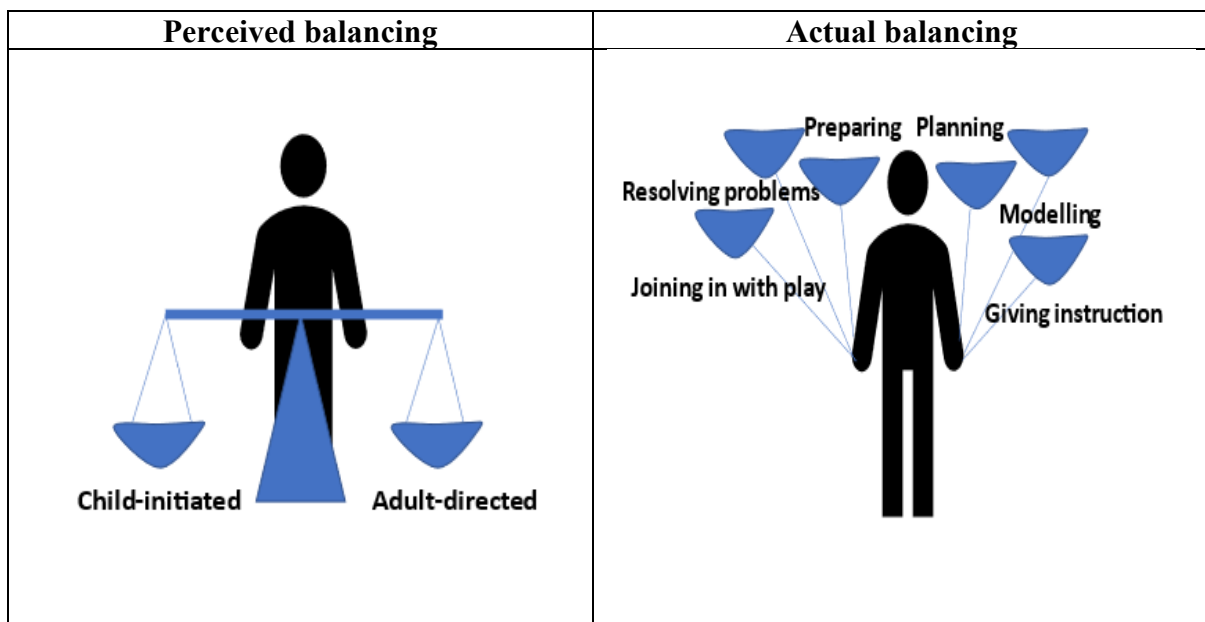 Perceived balancing
Actual balancing
Child-initiated
Adult-directed
Preparing
Planning
Resolving problems
Modelling
Joining in with play
Giving instruction